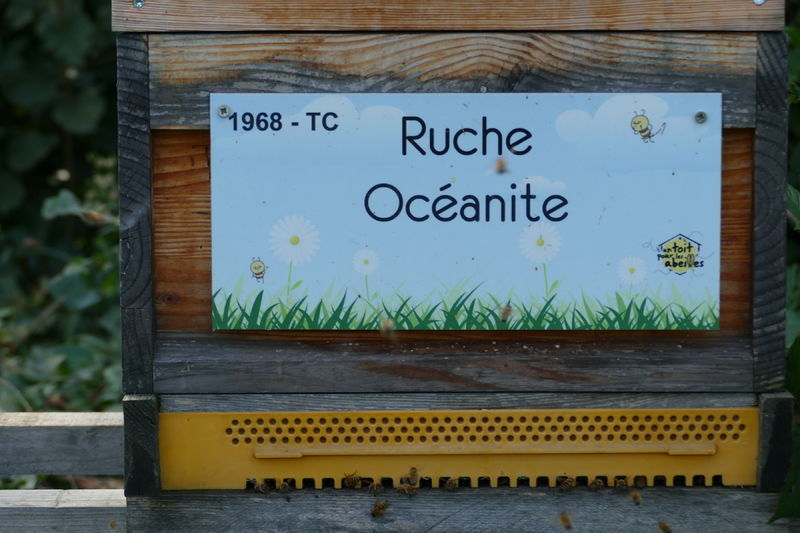 1968 - TC
Ruche
Océanite
un toit
pour les
abeilles